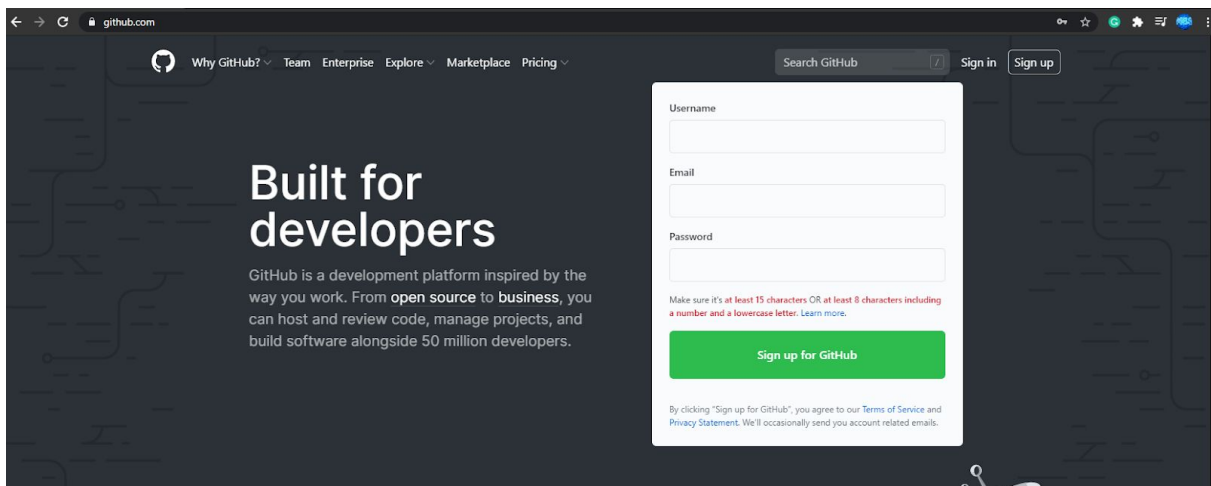 github.com
Why GitHub? Team Enterprise Explore Marketplace Pricing
Search GitHub / Sign in Sign up
Built for
developers
GitHub is a development platform inspired by the
way you work. From open source to business, you
can host and review code, manage projects, and
build software alongside 50 million developers.
Username
Email
Password
Make sure it's at least 15 characters OR at least 8 characters including
a number and a lowercase letter. Learn more.
Sign up for GitHub
By clicking “Sign up for GitHub”, you agree to our Terms of Service and
Privacy Statement. We'll occasionally send you account related emails.